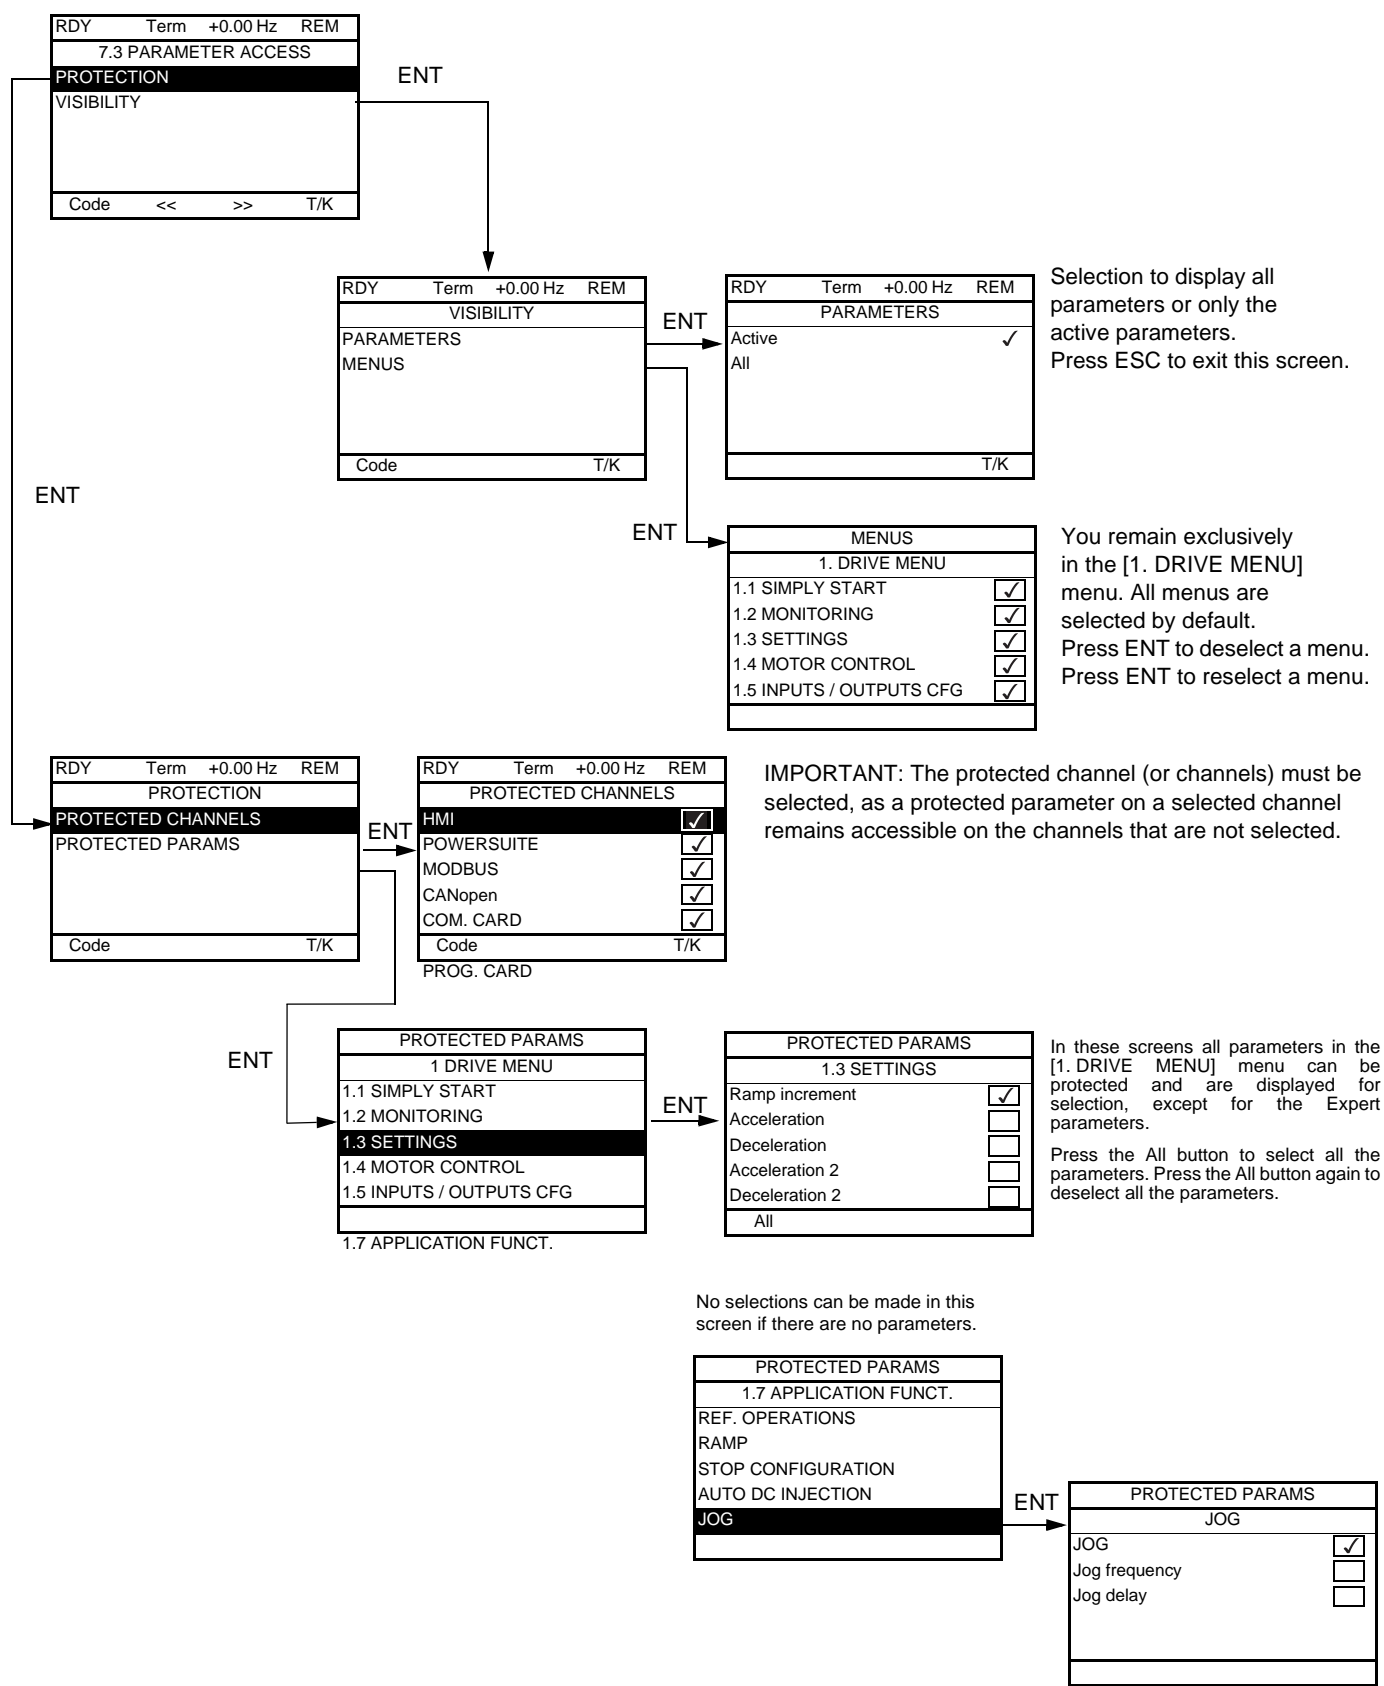 RDY Term +0.00 Hz REM
7.3 PARAMETER ACCESS
PROTECTION
VISIBILITY
Code << >> T/K
ENT
RDY Term +0.00 Hz REM
VISIBILITY
PARAMETERS
MENUS
Code T/K
ENT
RDY Term +0.00 Hz REM
PARAMETERS
Active ✓
All
T/K
Selection to display all
parameters or only the
active parameters.
Press ESC to exit this screen.
ENT
ENT
MENUS
1. DRIVE MENU
1.1 SIMPLY START ✓
1.2 MONITORING ✓
1.3 SETTINGS ✓
1.4 MOTOR CONTROL ✓
1.5 INPUTS / OUTPUTS CFG ✓
You remain exclusively
in the [1. DRIVE MENU]
menu. All menus are
selected by default.
Press ENT to deselect a menu.
Press ENT to reselect a menu.
RDY Term +0.00 Hz REM
PROTECTION
PROTECTED CHANNELS
PROTECTED PARAMS
Code T/K
ENT
RDY Term +0.00 Hz REM
PROTECTED CHANNELS
HMI ✓
POWERSUITE ✓
MODBUS ✓
CANopen ✓
COM. CARD ✓
Code T/K
PROG. CARD
IMPORTANT: The protected channel (or channels) must be
selected, as a protected parameter on a selected channel
remains accessible on the channels that are not selected.
ENT
PROTECTED PARAMS
1 DRIVE MENU
1.1 SIMPLY START
1.2 MONITORING
1.3 SETTINGS
1.4 MOTOR CONTROL
1.5 INPUTS / OUTPUTS CFG
1.7 APPLICATION FUNCT.
ENT
PROTECTED PARAMS
1.3 SETTINGS
Ramp increment ✓
Acceleration
Deceleration
Acceleration 2
Deceleration 2
All
In these screens all parameters in the
[1. DRIVE MENU] menu can be
protected and are displayed for
selection, except for the Expert
parameters.
Press the All button to select all the
parameters. Press the All button again to
deselect all the parameters.
No selections can be made in this
screen if there are no parameters.
PROTECTED PARAMS
1.7 APPLICATION FUNCT.
REF. OPERATIONS
RAMP
STOP CONFIGURATION
AUTO DC INJECTION
JOG
ENT
PROTECTED PARAMS
JOG
JOG ✓
Jog frequency
Jog delay